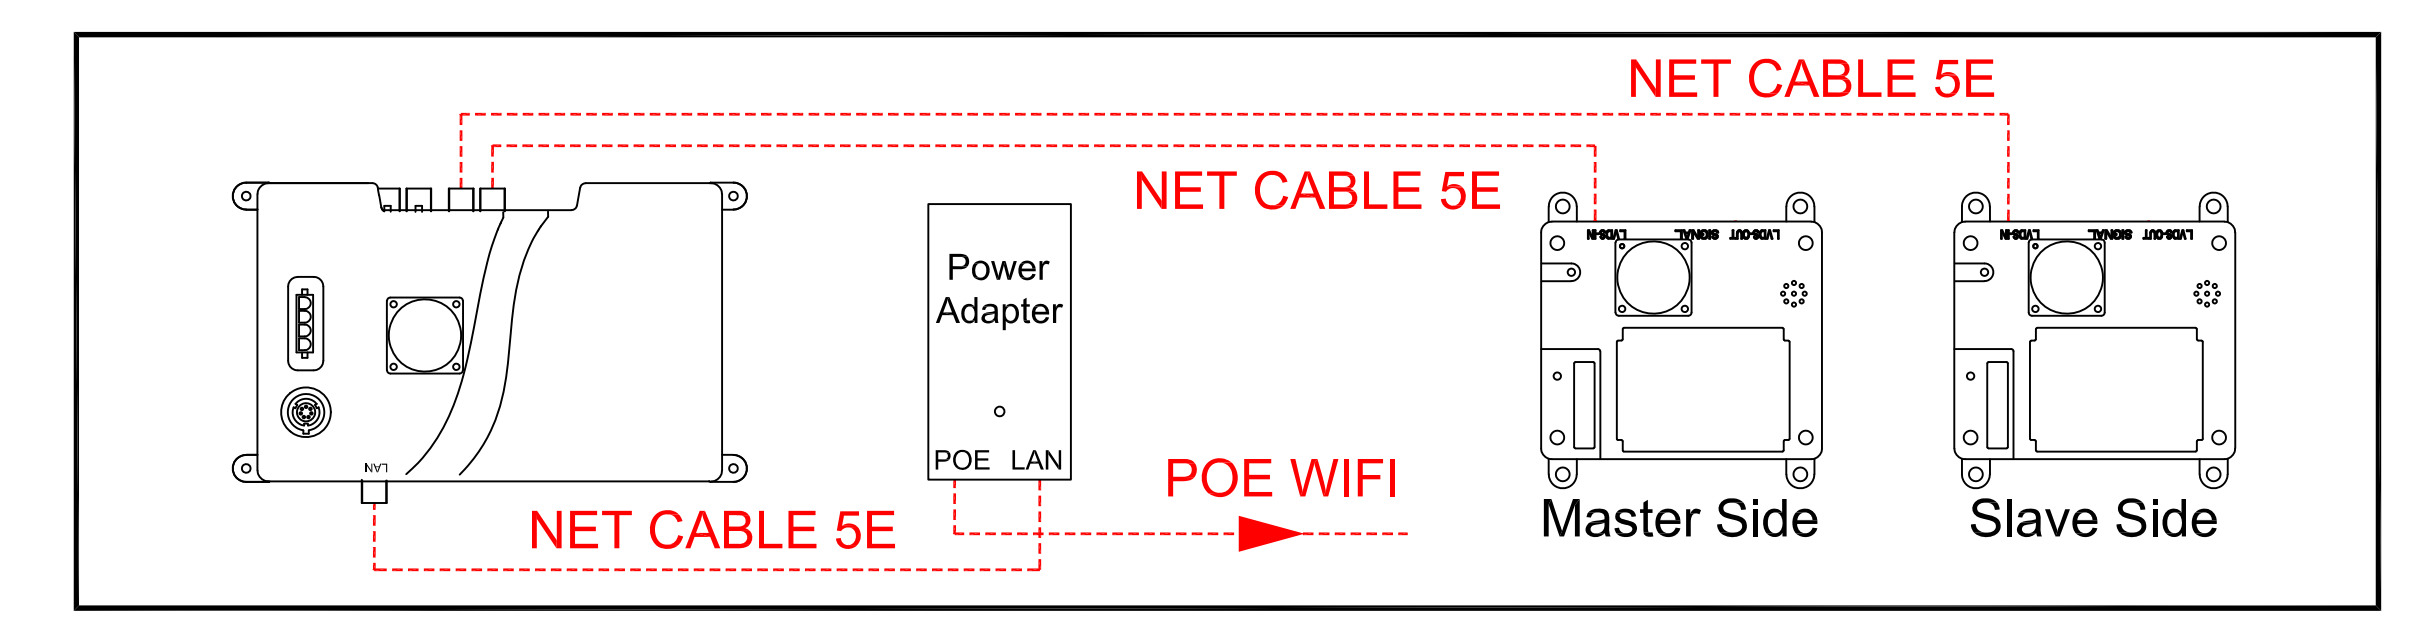 NET CABLE 5E
NET CABLE 5E
LVDS-IN SIGNAL LVDS-OUT
LVDS-IN SIGNAL LVDS-OUT
Power
Adapter
POE LAN
LAN
POE WIFI
NET CABLE 5E
Master Side
Slave Side